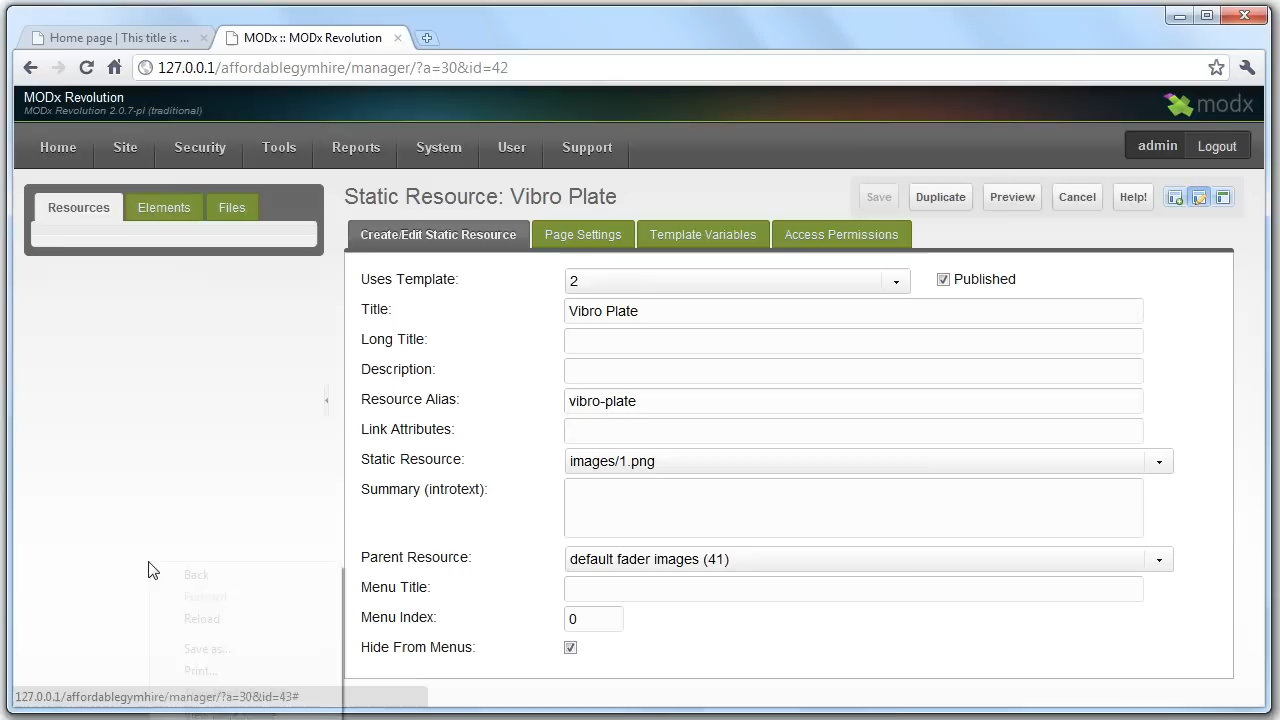 Home page | This title is ...
MODx :: MODx Revolution
127.0.0.1/affordablegymhire/manager/?a=30&id=42
MODx Revolution
MODx Revolution 2.0.7-pl (traditional)
modx
Home Site Security Tools Reports System User Support
admin Logout
Resources Elements Files
Static Resource: Vibro Plate
Save Duplicate Preview Cancel Help!
Create/Edit Static Resource Page Settings Template Variables Access Permissions
Uses Template: 2 Published
Title: Vibro Plate
Long Title:
Description:
Resource Alias: vibro-plate
Link Attributes:
Static Resource: images/1.png
Summary (introtext):
Parent Resource: default fader images (41)
Menu Title:
Menu Index: 0
Hide From Menus:
Back
Forward
Reload
Save as...
Print...
127.0.0.1/affordablegymhire/manager/?a=30&id=43#